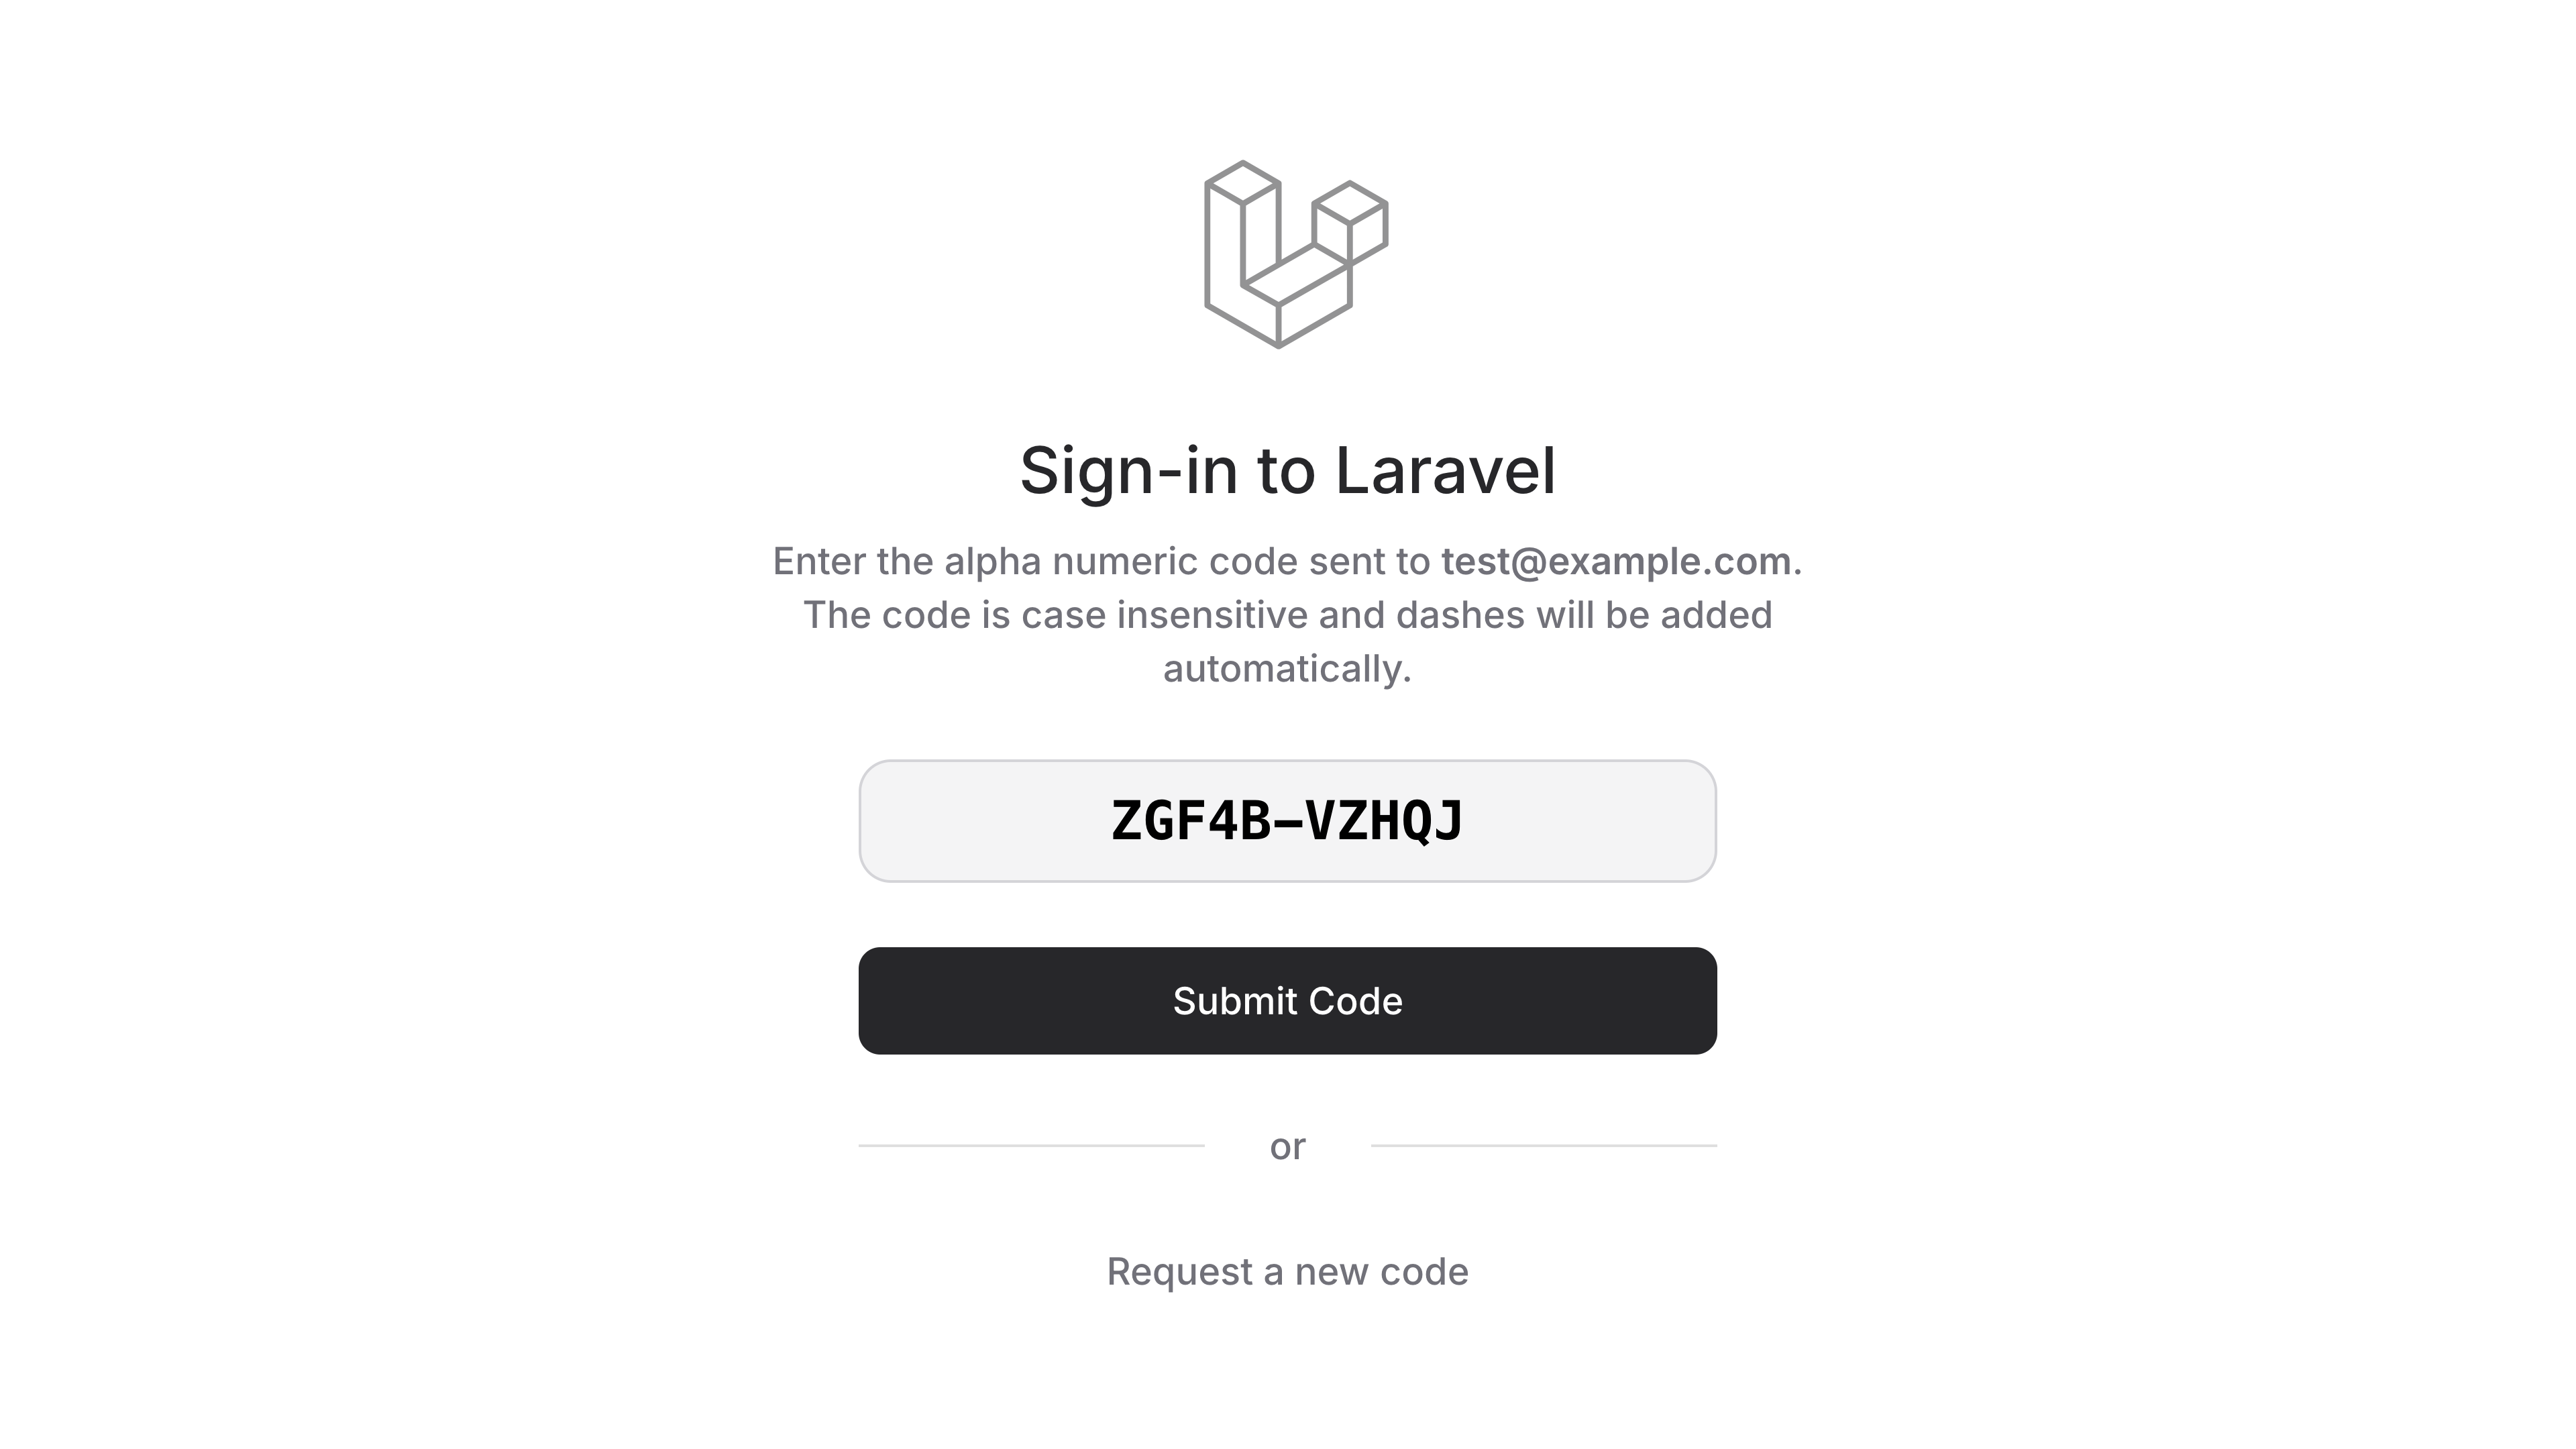 Sign-in to Laravel
Enter the alpha numeric code sent to test@example.com.
The code is case insensitive and dashes will be added
automatically.
ZGF4B–VZHQJ
Submit Code
or
Request a new code